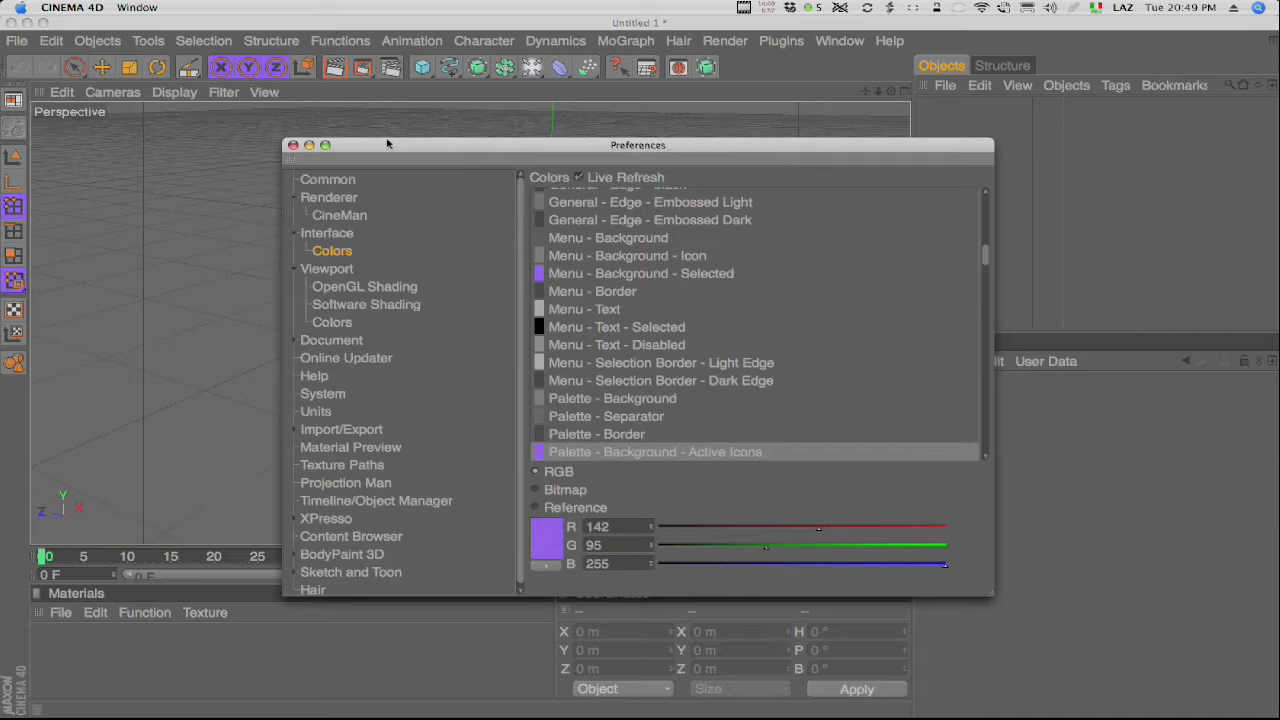 CINEMA 4D Window LAZ Tue 20:49
Untitled 1 *
File Edit Objects Tools Selection Structure Functions Animation Character Dynamics MoGraph Hair Render Plugins Window Help
X Y Z
Objects Structure
File Edit View Objects Tags Bookmarks
Edit Cameras Display Filter View
Perspective
Preferences
Common
Renderer
CineMan
Interface
Colors
Viewport
OpenGL Shading
Software Shading
Colors
Document
Online Updater
Help
System
Units
Import/Export
Material Preview
Texture Paths
Projection Man
Timeline/Object Manager
XPresso
Content Browser
BodyPaint 3D
Sketch and Toon
Hair
Colors Live Refresh
General - Edge - Embossed Light
General - Edge - Embossed Dark
Menu - Background
Menu - Background - Icon
Menu - Background - Selected
Menu - Border
Menu - Text
Menu - Text - Selected
Menu - Text - Disabled
Menu - Selection Border - Light Edge
Menu - Selection Border - Dark Edge
Palette - Background
Palette - Separator
Palette - Border
Palette - Background - Active Icons
RGB
Bitmap
Reference
R 142
G 95
B 255
User Data
Y
Z X
0 5 10 15 20 25
0 F 0 F
Materials
File Edit Function Texture
-- -- --
X 0 m X 0 m H 0 °
Y 0 m Y 0 m P 0 °
Z 0 m Z 0 m B 0 °
Object Size Apply
MAXON
CINEMA 4D